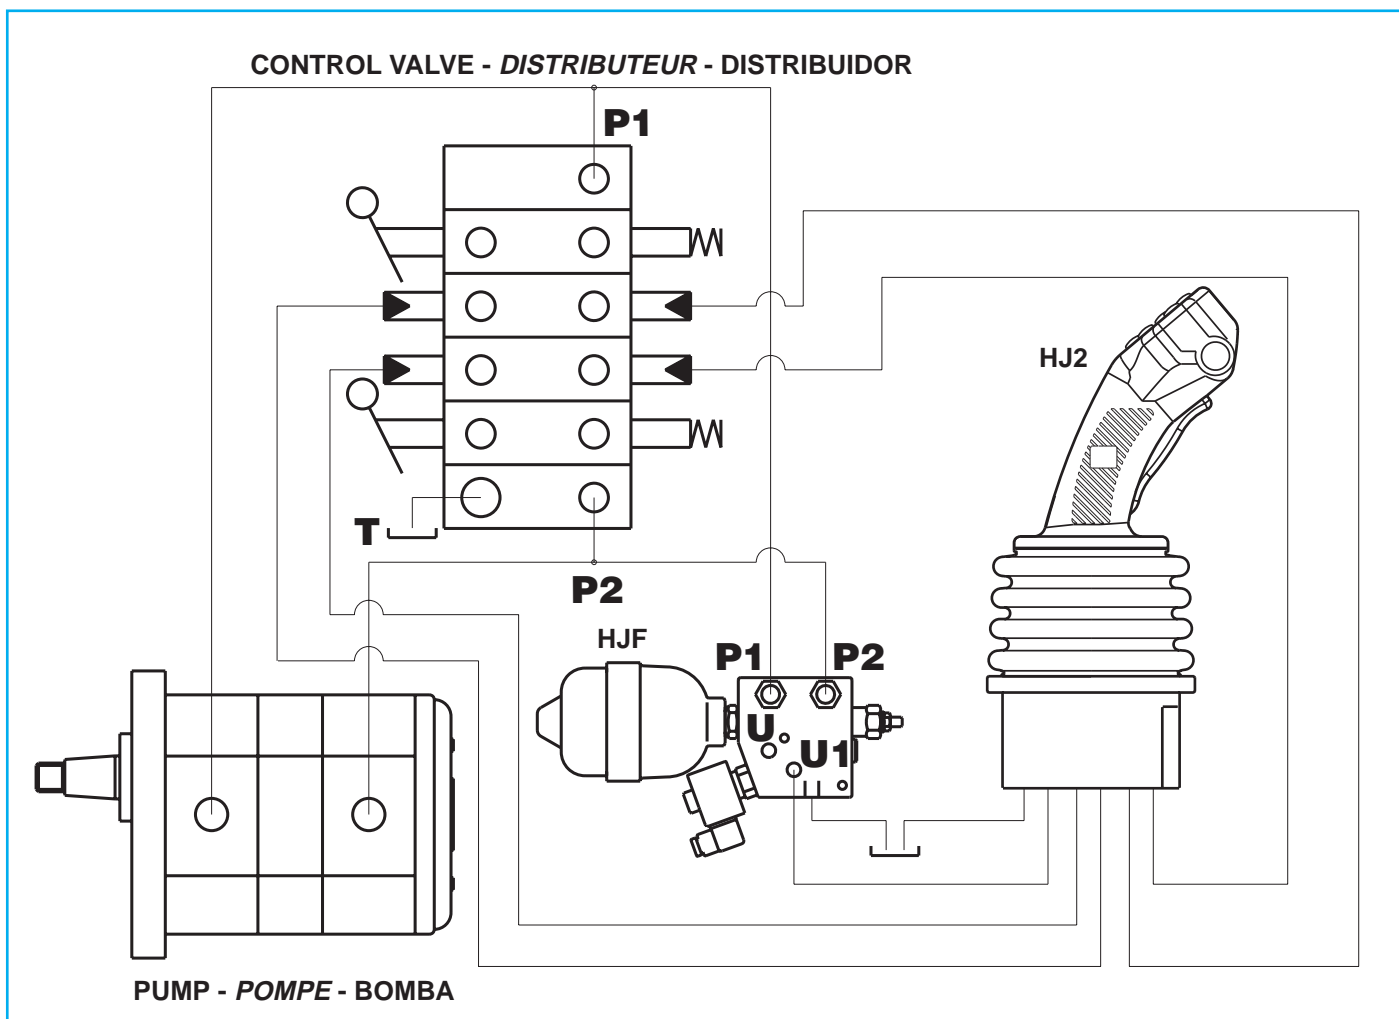 CONTROL VALVE - DISTRIBUTEUR - DISTRIBUIDOR
P1
HJ2
T
P2
HJF
P1 P2
U
U1
PUMP - POMPE - BOMBA